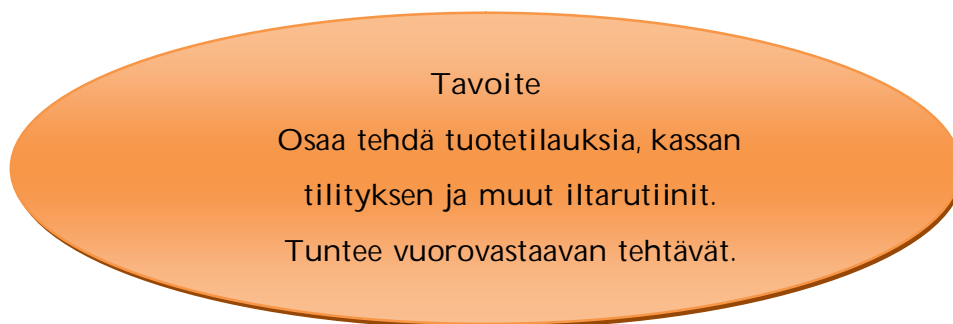 Tavoite
Osaa tehdä tuotetilauksia, kassan
tilityksen ja muut iltarutiinit.
Tuntee vuorovastaavan tehtävät.